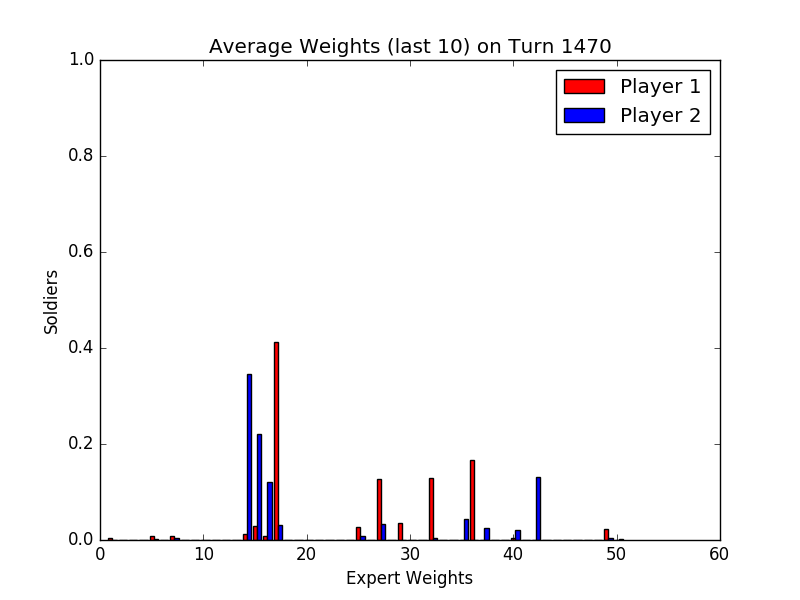 Average Weights (last 10) on Turn 1470
1.0
0.8
0.6
0.4
0.2
0.0
Soldiers
0 10 20 30 40 50 60
Expert Weights
Player 1
Player 2